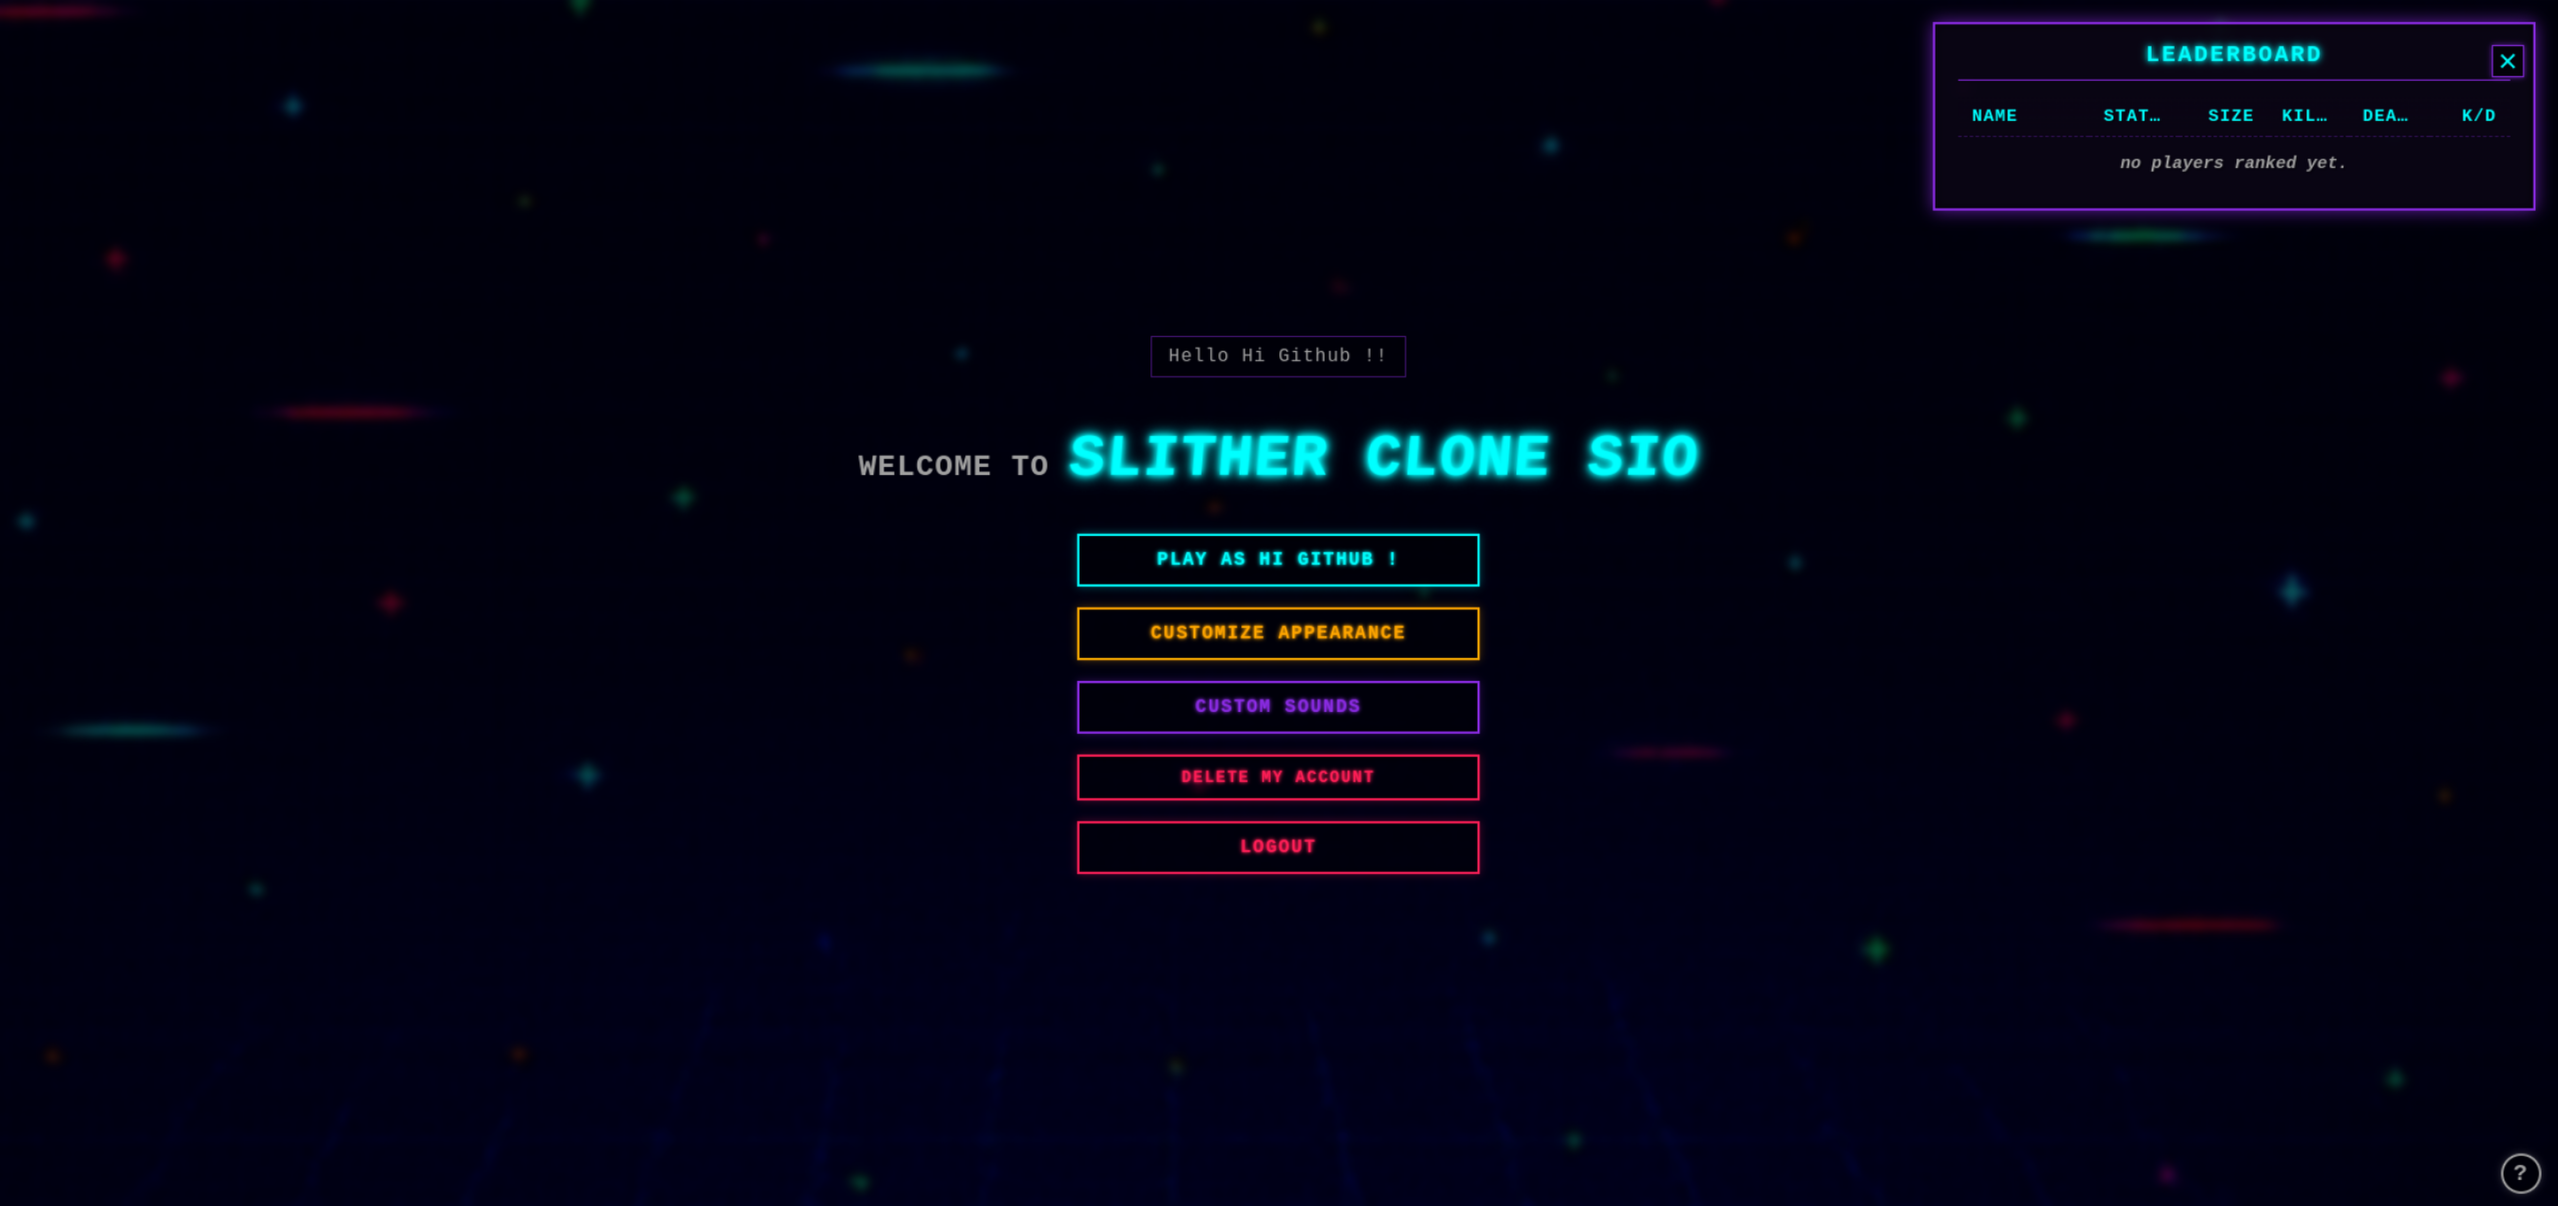 LEADERBOARD
✕
NAME STAT… SIZE KIL… DEA… K/D
no players ranked yet.
Hello Hi Github !!
WELCOME TO SLITHER CLONE SIO
PLAY AS HI GITHUB !
CUSTOMIZE APPEARANCE
CUSTOM SOUNDS
DELETE MY ACCOUNT
LOGOUT
?